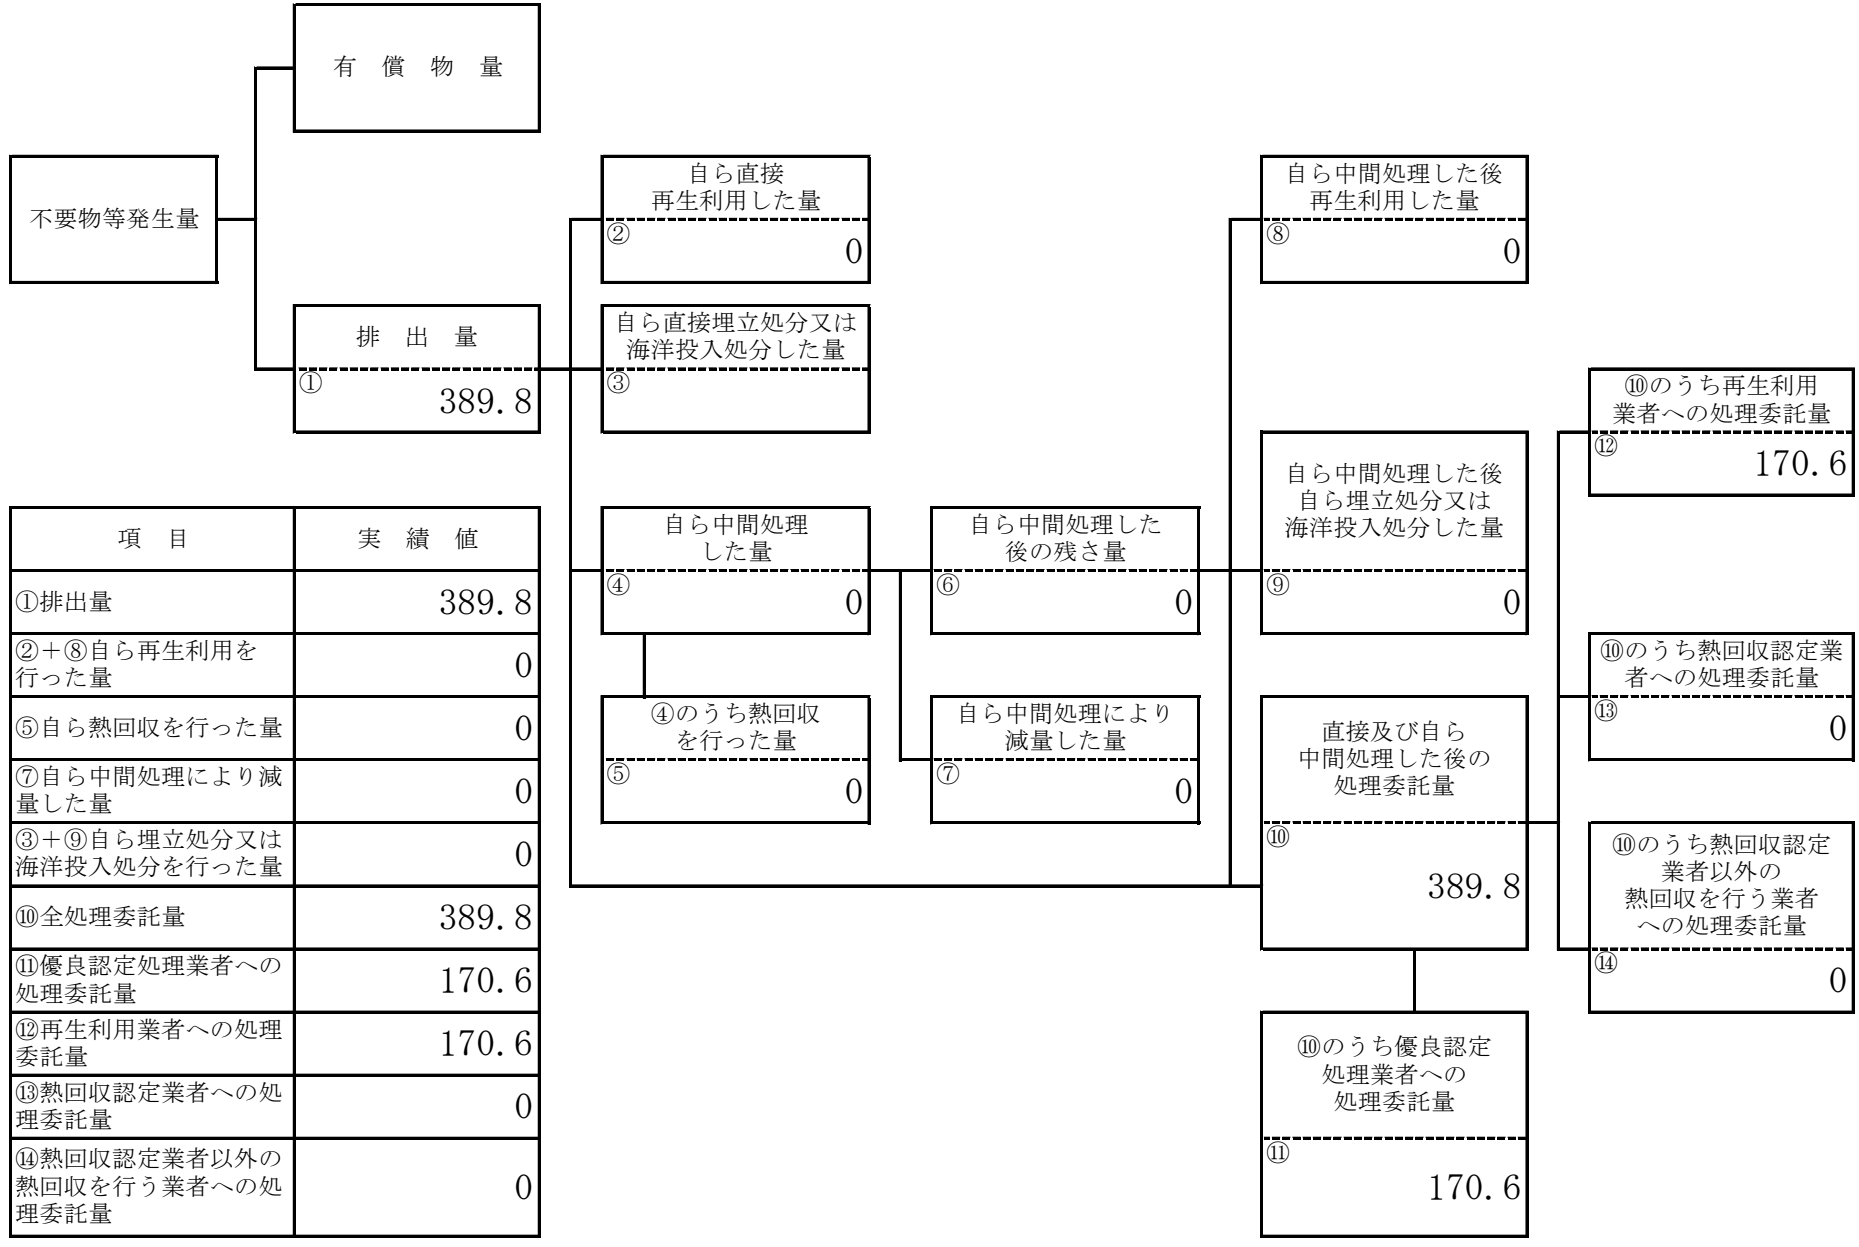 有　償　物　量
不要物等発生量
排　出　量
①
389.8
自ら直接
再生利用した量
②
0
自ら直接埋立処分又は
海洋投入処分した量
③
自ら中間処理
した量
④
0
④のうち熱回収
を行った量
⑤
0
自ら中間処理した
後の残さ量
⑥
0
自ら中間処理により
減量した量
⑦
0
自ら中間処理した後
再生利用した量
⑧
0
自ら中間処理した後
自ら埋立処分又は
海洋投入処分した量
⑨
0
直接及び自ら
中間処理した後の
処理委託量
⑩
389.8
⑩のうち優良認定
処理業者への
処理委託量
⑪
170.6
⑩のうち再生利用
業者への処理委託量
⑫
170.6
⑩のうち熱回収認定業
者への処理委託量
⑬
0
⑩のうち熱回収認定
業者以外の
熱回収を行う業者
への処理委託量
⑭
0
項　目　実　績　値
①排出量　389.8
②＋⑧自ら再生利用を
行った量
0
⑤自ら熱回収を行った量　0
⑦自ら中間処理により減
量した量
0
③＋⑨自ら埋立処分又は
海洋投入処分を行った量
0
⑩全処理委託量　389.8
⑪優良認定処理業者への
処理委託量
170.6
⑫再生利用業者への処理
委託量
170.6
⑬熱回収認定業者への処
理委託量
0
⑭熱回収認定業者以外の
熱回収を行う業者への処
理委託量
0